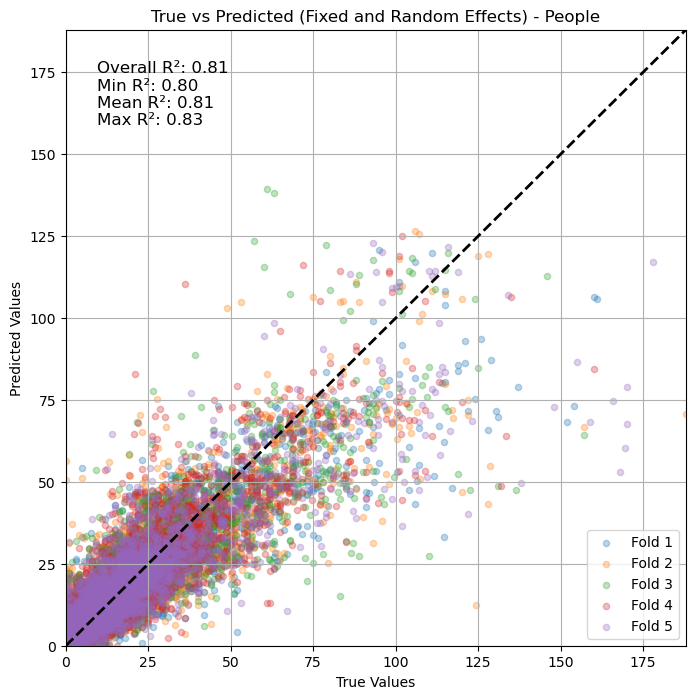 True vs Predicted (Fixed and Random Effects) - People
Overall R²: 0.81
Min R²: 0.80
Mean R²: 0.81
Max R²: 0.83
175
150
125
100
75
50
25
0
Predicted Values
Fold 1
Fold 2
Fold 3
Fold 4
Fold 5
0 25 50 75 100 125 150 175
True Values